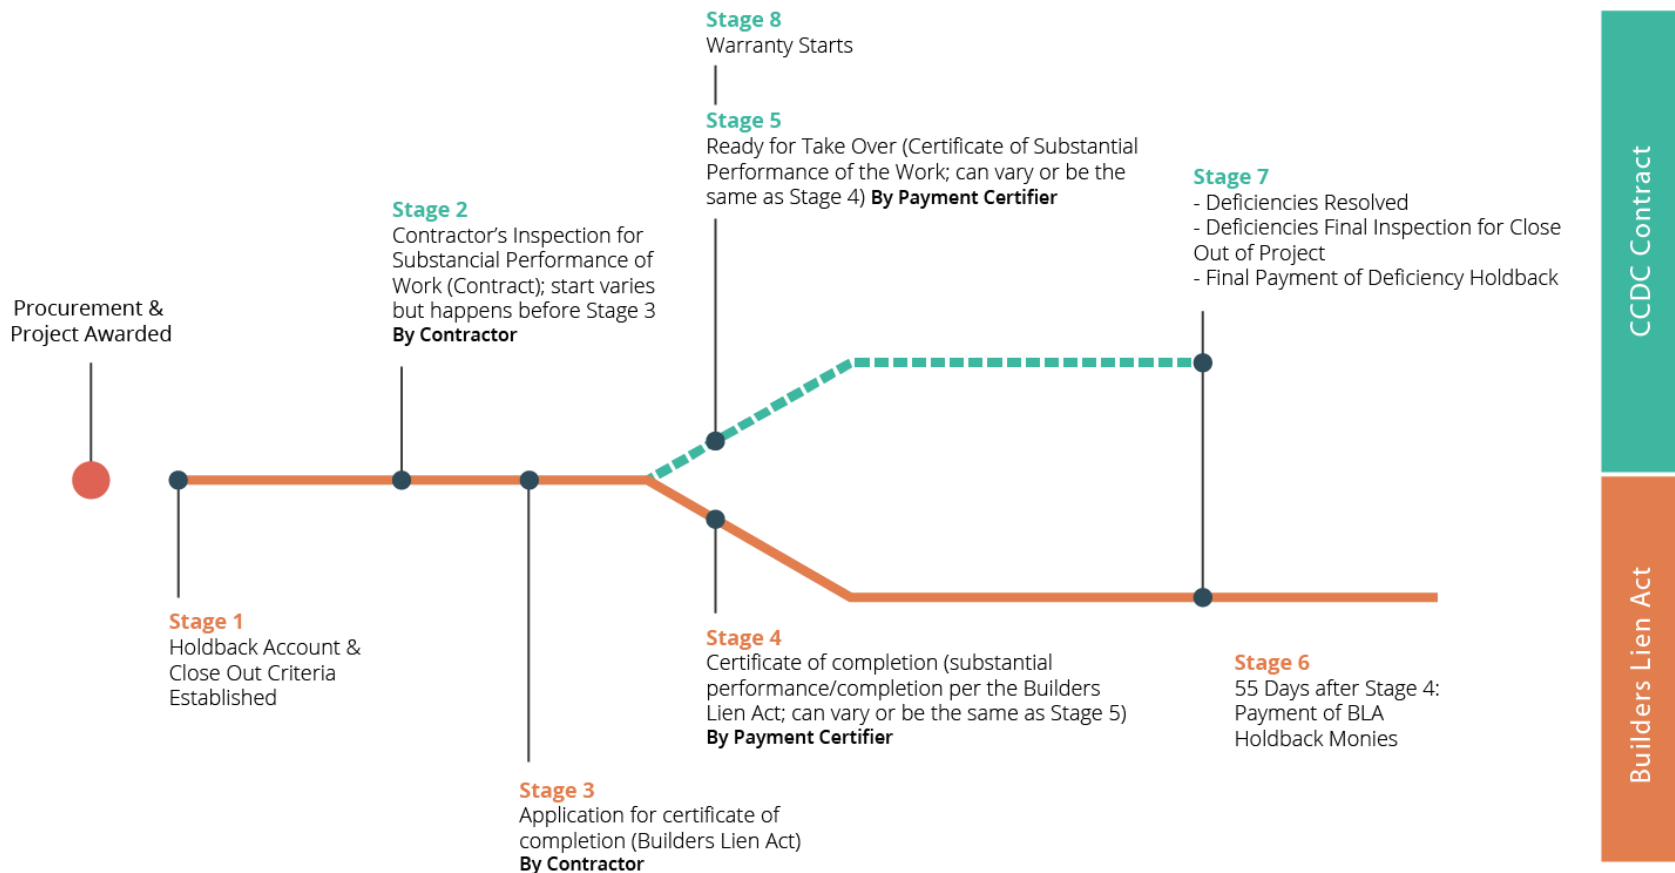 Procurement &
Project Awarded
Stage 1
Holdback Account &
Close Out Criteria
Established
Stage 2
Contractor’s Inspection for
Substancial Performance of
Work (Contract); start varies
but happens before Stage 3
By Contractor
Stage 3
Application for certificate of
completion (Builders Lien Act)
By Contractor
Stage 8
Warranty Starts
Stage 5
Ready for Take Over (Certificate of Substantial
Performance of the Work; can vary or be the
same as Stage 4) By Payment Certifier
Stage 4
Certificate of completion (substantial
performance/completion per the Builders
Lien Act; can vary or be the same as Stage 5)
By Payment Certifier
Stage 7
- Deficiencies Resolved
- Deficiencies Final Inspection for Close
Out of Project
- Final Payment of Deficiency Holdback
Stage 6
55 Days after Stage 4:
Payment of BLA
Holdback Monies
CCDC Contract
Builders Lien Act